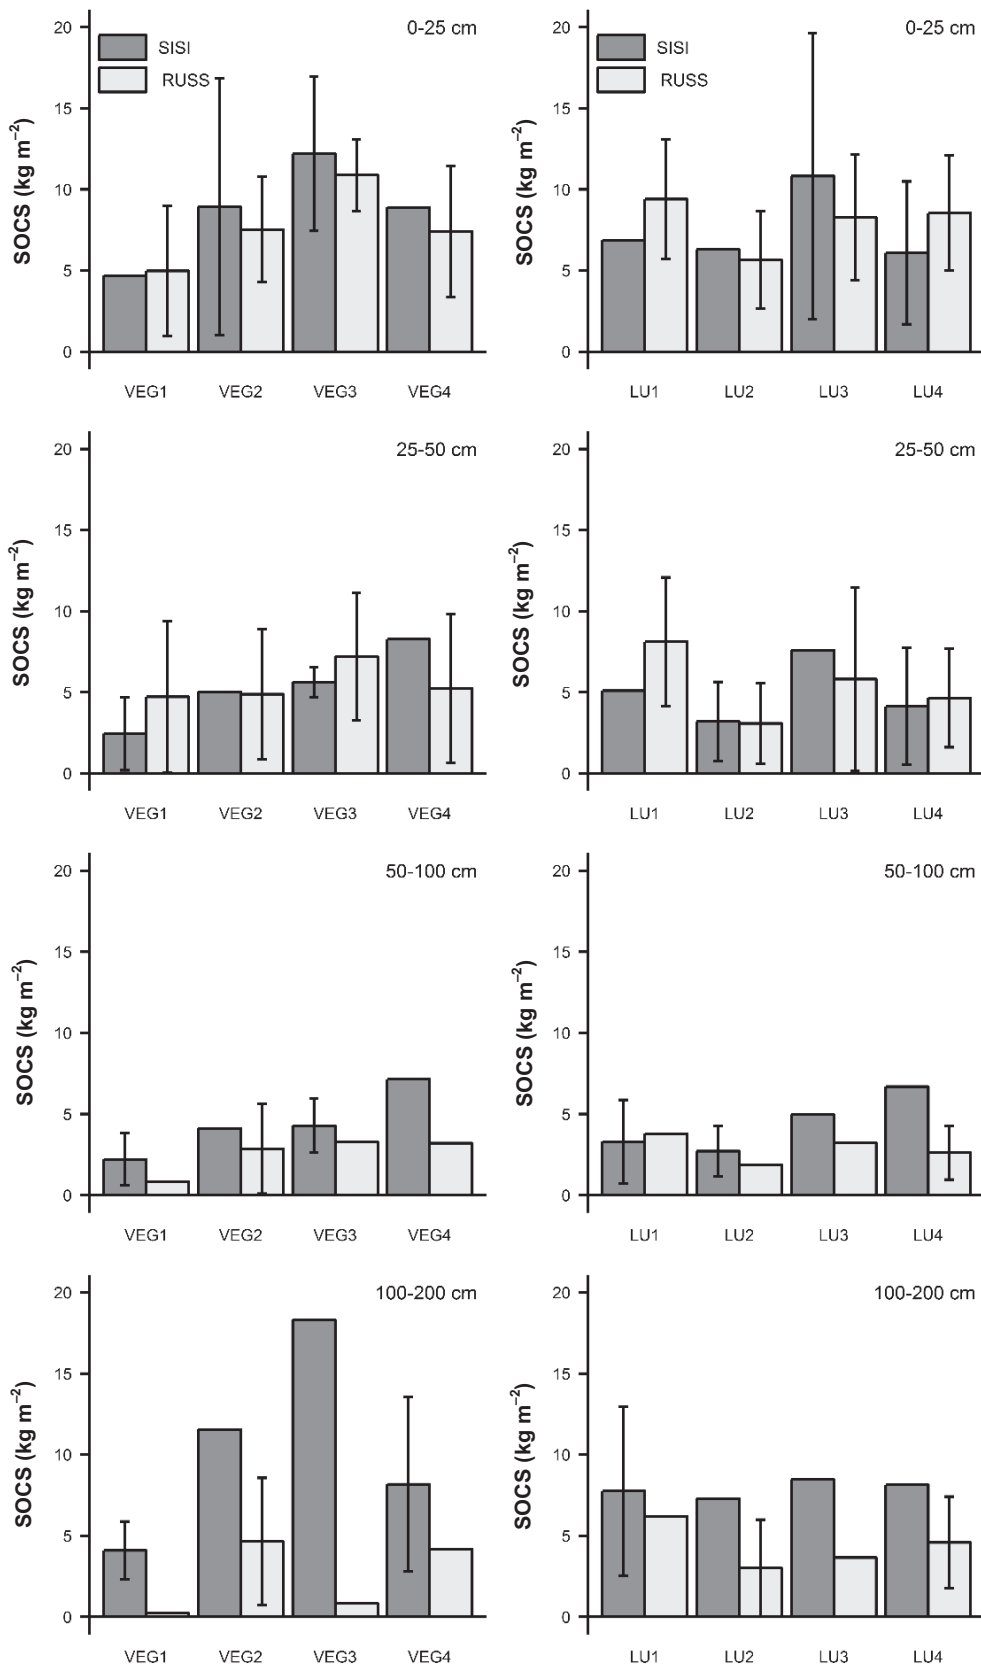 20
15
10
5
0
SOCS (kg m⁻²)
SISI
RUSS
0-25 cm
VEG1 VEG2 VEG3 VEG4
20
15
10
5
0
SOCS (kg m⁻²)
SISI
RUSS
0-25 cm
LU1 LU2 LU3 LU4
20
15
10
5
0
SOCS (kg m⁻²)
25-50 cm
VEG1 VEG2 VEG3 VEG4
20
15
10
5
0
SOCS (kg m⁻²)
25-50 cm
LU1 LU2 LU3 LU4
20
15
10
5
0
SOCS (kg m⁻²)
50-100 cm
VEG1 VEG2 VEG3 VEG4
20
15
10
5
0
SOCS (kg m⁻²)
50-100 cm
LU1 LU2 LU3 LU4
20
15
10
5
0
SOCS (kg m⁻²)
100-200 cm
VEG1 VEG2 VEG3 VEG4
20
15
10
5
0
SOCS (kg m⁻²)
100-200 cm
LU1 LU2 LU3 LU4